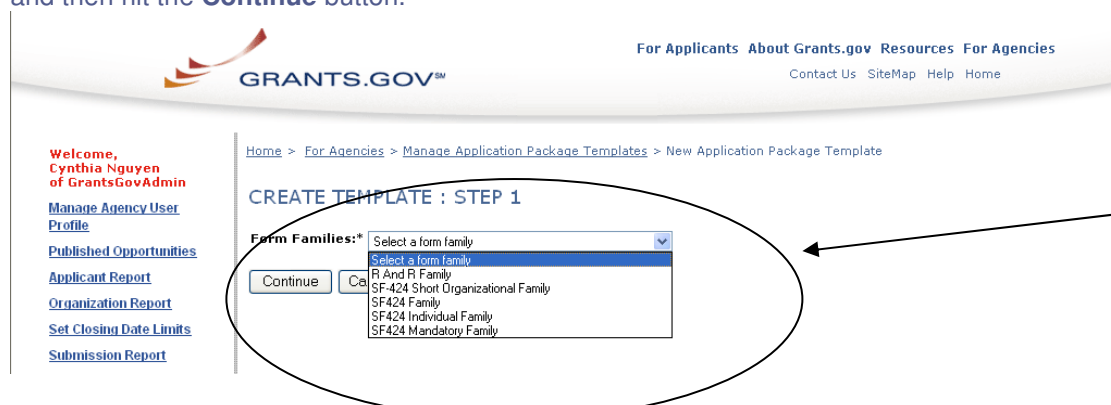 and then hit the Continue button.
For Applicants About Grants.gov Resources For Agencies
GRANTS.GOV℠
Contact Us SiteMap Help Home
Welcome,
Cynthia Nguyen
of GrantsGovAdmin
Manage Agency User
Profile
Published Opportunities
Applicant Report
Organization Report
Set Closing Date Limits
Submission Report
Home > For Agencies > Manage Application Package Templates > New Application Package Template
CREATE TEMPLATE : STEP 1
Form Families:* Select a form family
Select a form family
R And R Family
SF-424 Short Organizational Family
SF424 Family
SF424 Individual Family
SF424 Mandatory Family
Continue Ca